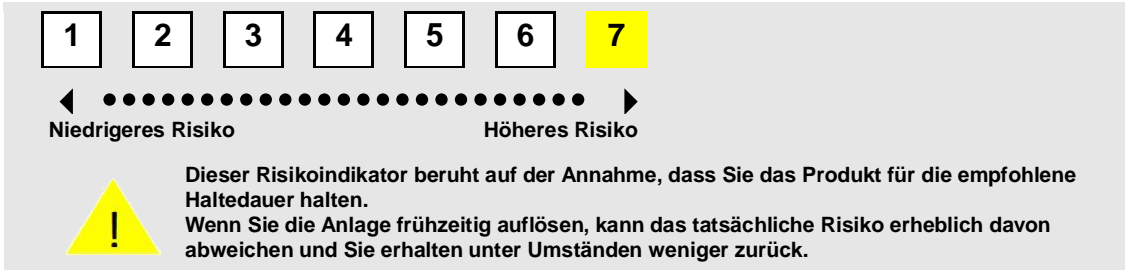 1 2 3 4 5 6 7
Niedrigeres Risiko Höheres Risiko
Dieser Risikoindikator beruht auf der Annahme, dass Sie das Produkt für die empfohlene
Haltedauer halten.
Wenn Sie die Anlage frühzeitig auflösen, kann das tatsächliche Risiko erheblich davon
abweichen und Sie erhalten unter Umständen weniger zurück.
!